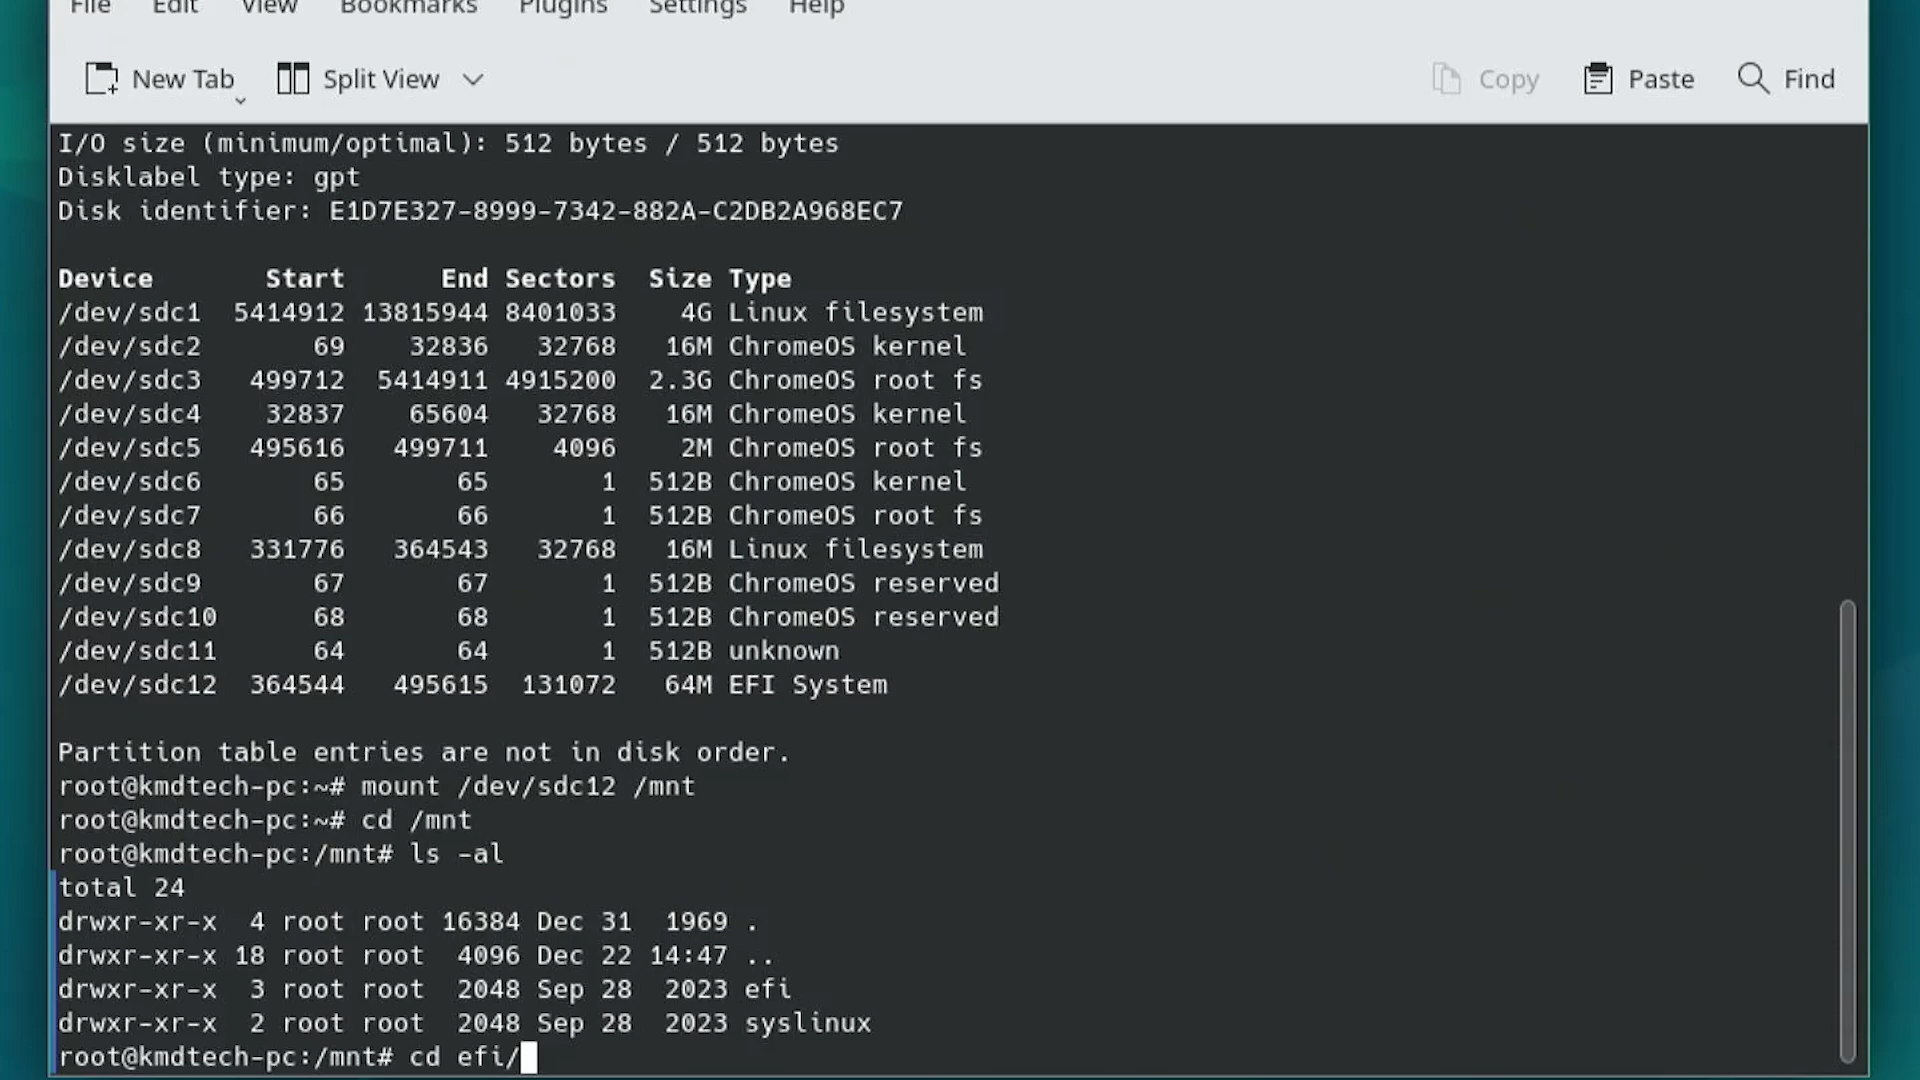 File Edit View Bookmarks Plugins Settings Help
New Tab Split View Copy Paste Find
I/O size (minimum/optimal): 512 bytes / 512 bytes
Disklabel type: gpt
Disk identifier: E1D7E327-8999-7342-882A-C2DB2A968EC7
Device Start End Sectors Size Type
/dev/sdc1 5414912 13815944 8401033 4G Linux filesystem
/dev/sdc2 69 32836 32768 16M ChromeOS kernel
/dev/sdc3 499712 5414911 4915200 2.3G ChromeOS root fs
/dev/sdc4 32837 65604 32768 16M ChromeOS kernel
/dev/sdc5 495616 499711 4096 2M ChromeOS root fs
/dev/sdc6 65 65 1 512B ChromeOS kernel
/dev/sdc7 66 66 1 512B ChromeOS root fs
/dev/sdc8 331776 364543 32768 16M Linux filesystem
/dev/sdc9 67 67 1 512B ChromeOS reserved
/dev/sdc10 68 68 1 512B ChromeOS reserved
/dev/sdc11 64 64 1 512B unknown
/dev/sdc12 364544 495615 131072 64M EFI System
Partition table entries are not in disk order.
root@kmdtech-pc:~# mount /dev/sdc12 /mnt
root@kmdtech-pc:~# cd /mnt
root@kmdtech-pc:/mnt# ls -al
total 24
drwxr-xr-x 4 root root 16384 Dec 31 1969 .
drwxr-xr-x 18 root root 4096 Dec 22 14:47 ..
drwxr-xr-x 3 root root 2048 Sep 28 2023 efi
drwxr-xr-x 2 root root 2048 Sep 28 2023 syslinux
root@kmdtech-pc:/mnt# cd efi/